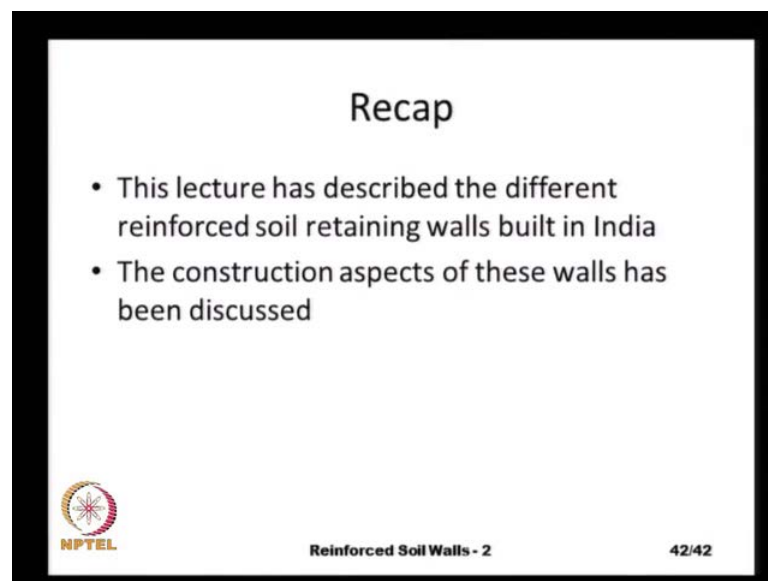 Recap
• This lecture has described the different
reinforced soil retaining walls built in India
• The construction aspects of these walls has
been discussed
NPTEL
Reinforced Soil Walls - 2
42/42